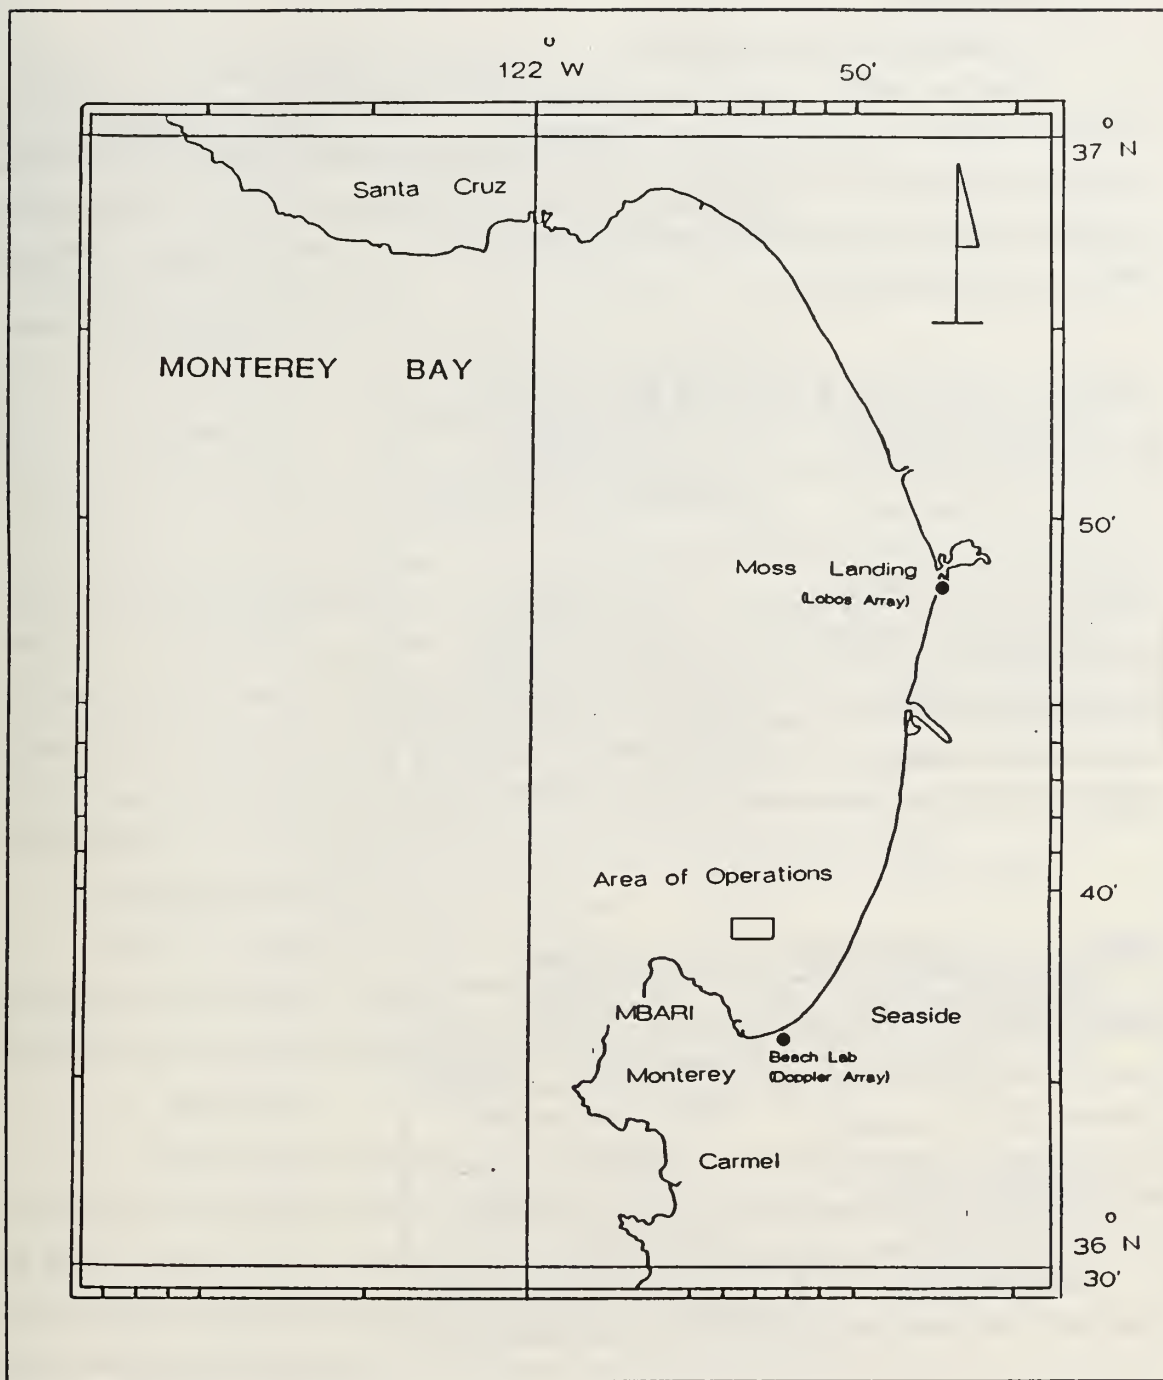 122° W 50'
37° N
Santa Cruz
MONTEREY BAY
50'
Moss Landing
(Lobos Array)
Area of Operations
40'
MBARI
Seaside
Beach Lab
Monterey (Doppler Array)
Carmel
36° N
30'